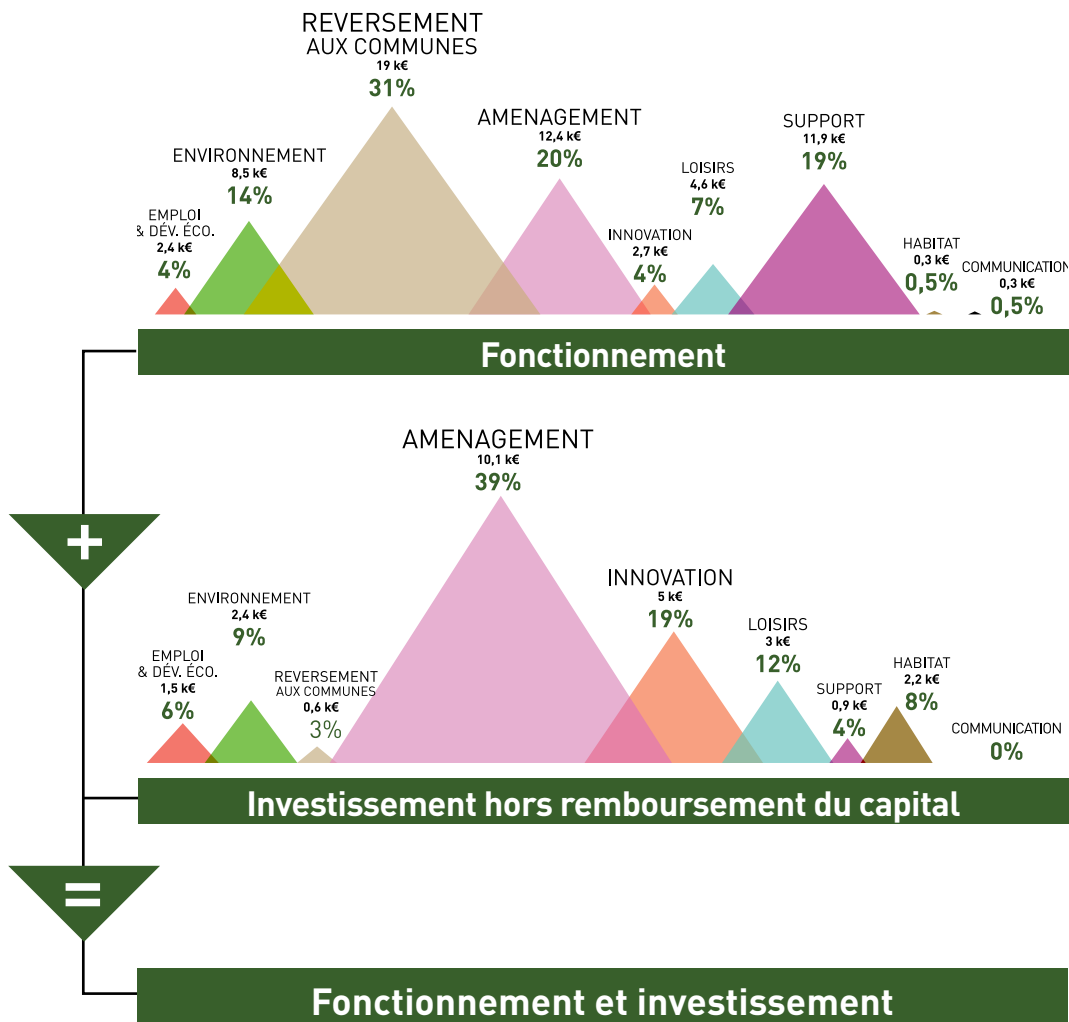 REVERSEMENT
AUX COMMUNES
19 k€
31%
AMENAGEMENT
12,4 k€
20%
SUPPORT
11,9 k€
19%
ENVIRONNEMENT
8,5 k€
14%
LOISIRS
4,6 k€
7%
EMPLOI
& DÉV. ÉCO.
2,4 k€
4%
INNOVATION
2,7 k€
4%
HABITAT
0,3 k€
0,5%
COMMUNICATION
0,3 k€
0,5%
Fonctionnement
+
AMENAGEMENT
10,1 k€
39%
INNOVATION
5 k€
19%
ENVIRONNEMENT
2,4 k€
9%
LOISIRS
3 k€
12%
EMPLOI
& DÉV. ÉCO.
1,5 k€
6%
REVERSEMENT
AUX COMMUNES
0,6 k€
3%
SUPPORT
0,9 k€
4%
HABITAT
2,2 k€
8%
COMMUNICATION
0%
Investissement hors remboursement du capital
=
Fonctionnement et investissement